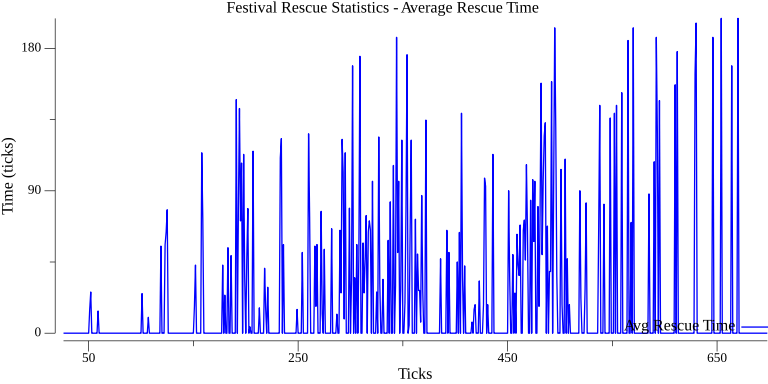 Festival Rescue Statistics - Average Rescue Time
180
90
0
Time (ticks)
Avg Rescue Time
50
250
450
650
Ticks